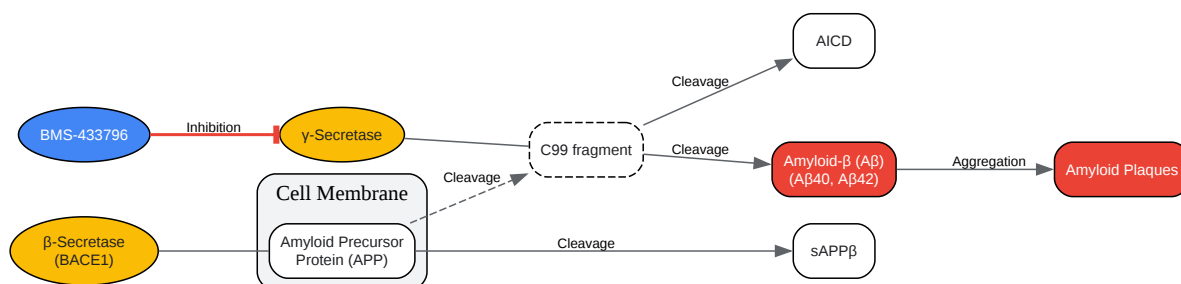 AICD
Cleavage
BMS-433796
Inhibition
γ-Secretase
C99 fragment
Cleavage
Amyloid-β (Aβ)
(Aβ40, Aβ42)
Aggregation
Amyloid Plaques
Cleavage
Cell Membrane
β-Secretase
(BACE1)
Amyloid Precursor
Protein (APP)
Cleavage
sAPPβ